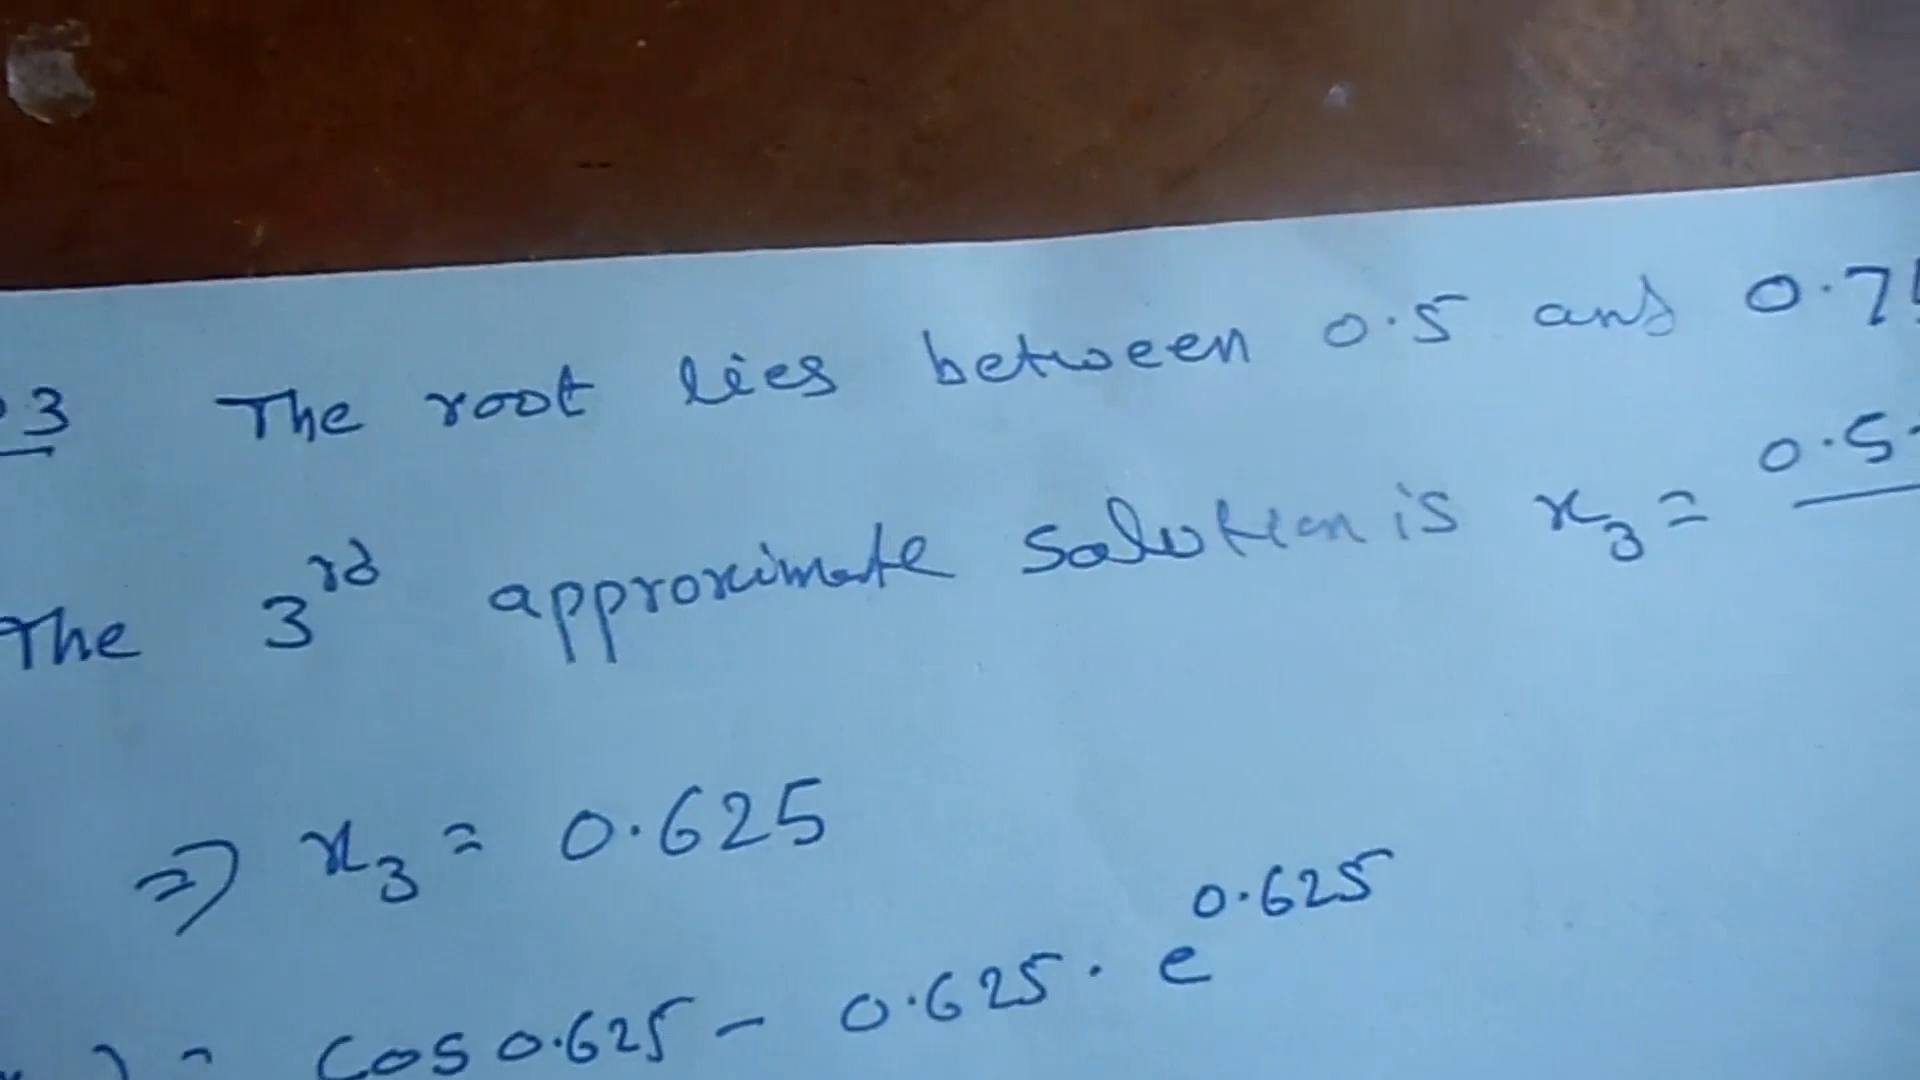 3 The root lies between 0.5 and 0.7
The 3rd approximate solution is x₃ = 0.5
⇒ x₃ = 0.625
) = cos 0.625 - 0.625 · e^0.625